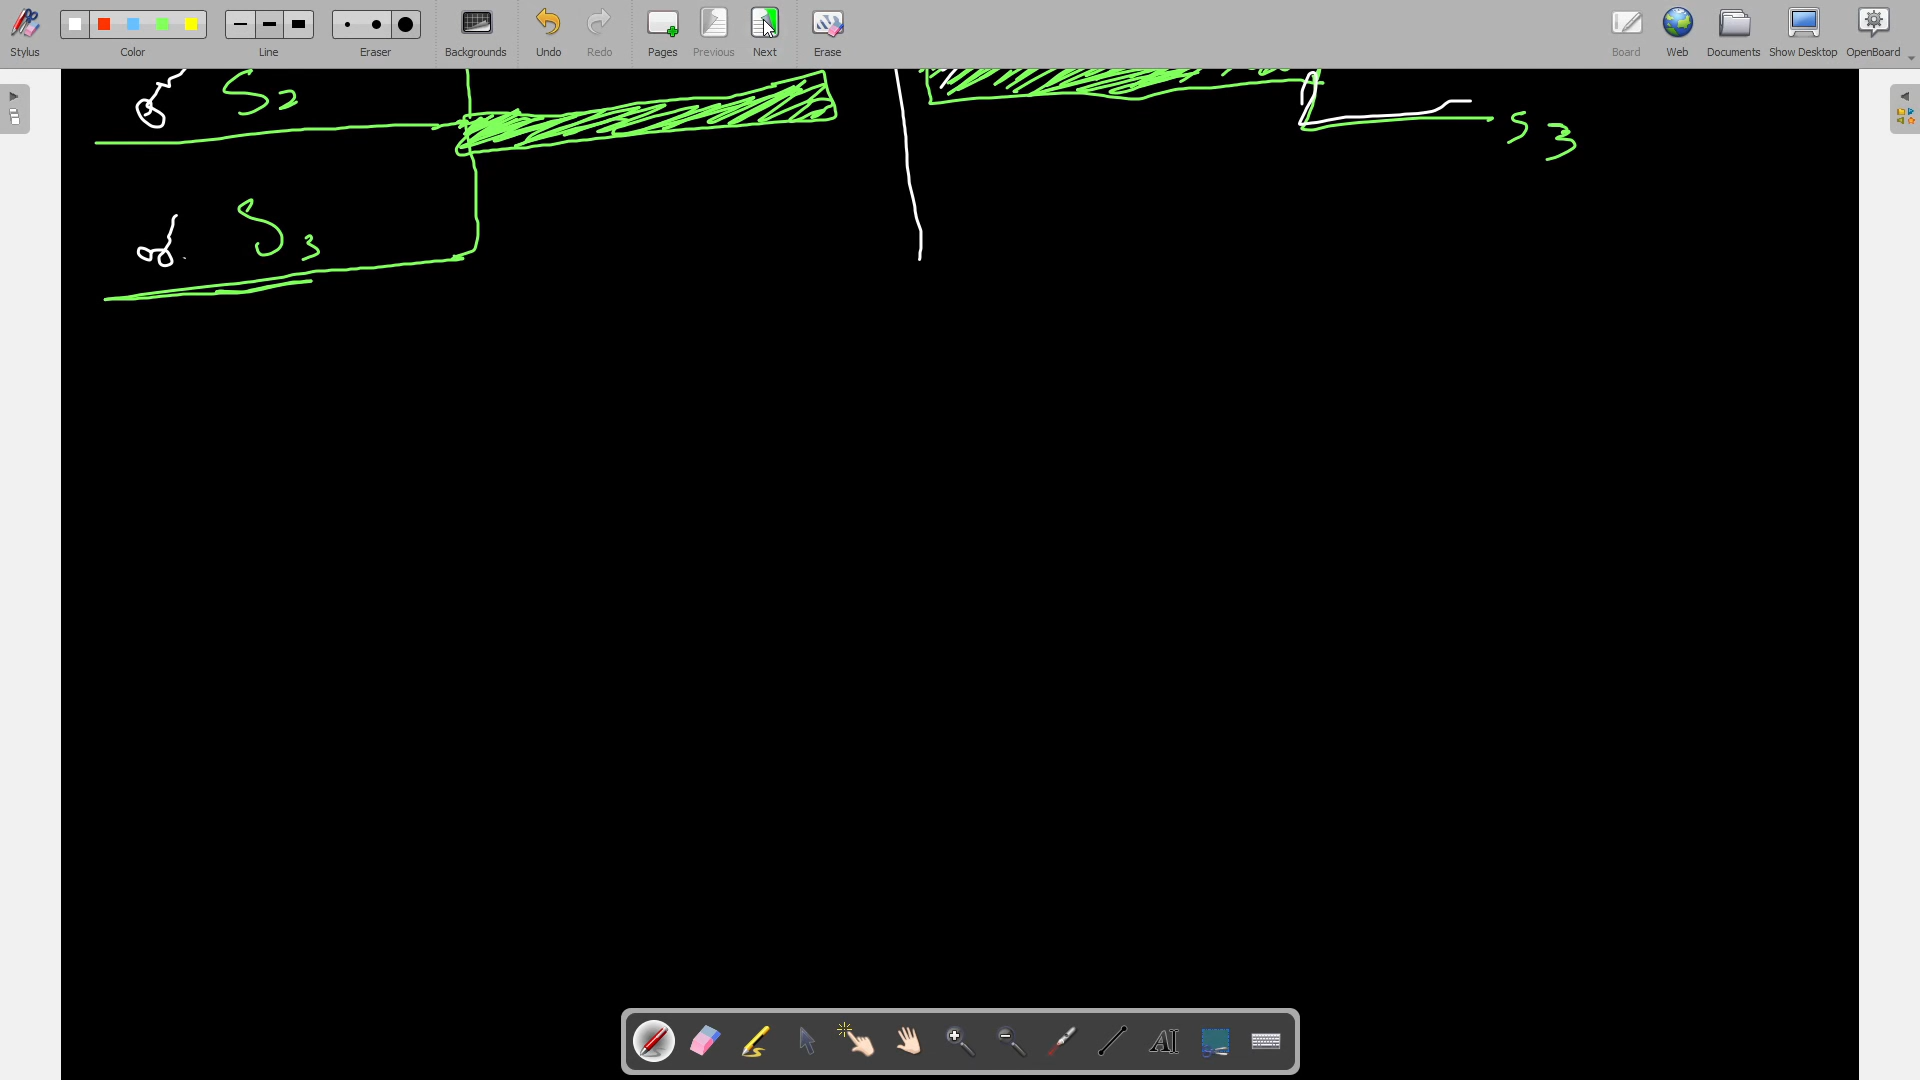 Stylus Color Line Eraser Backgrounds Undo Redo Pages Previous Next Erase Board Web Documents Show Desktop OpenBoard
S2
S3
S3
AI